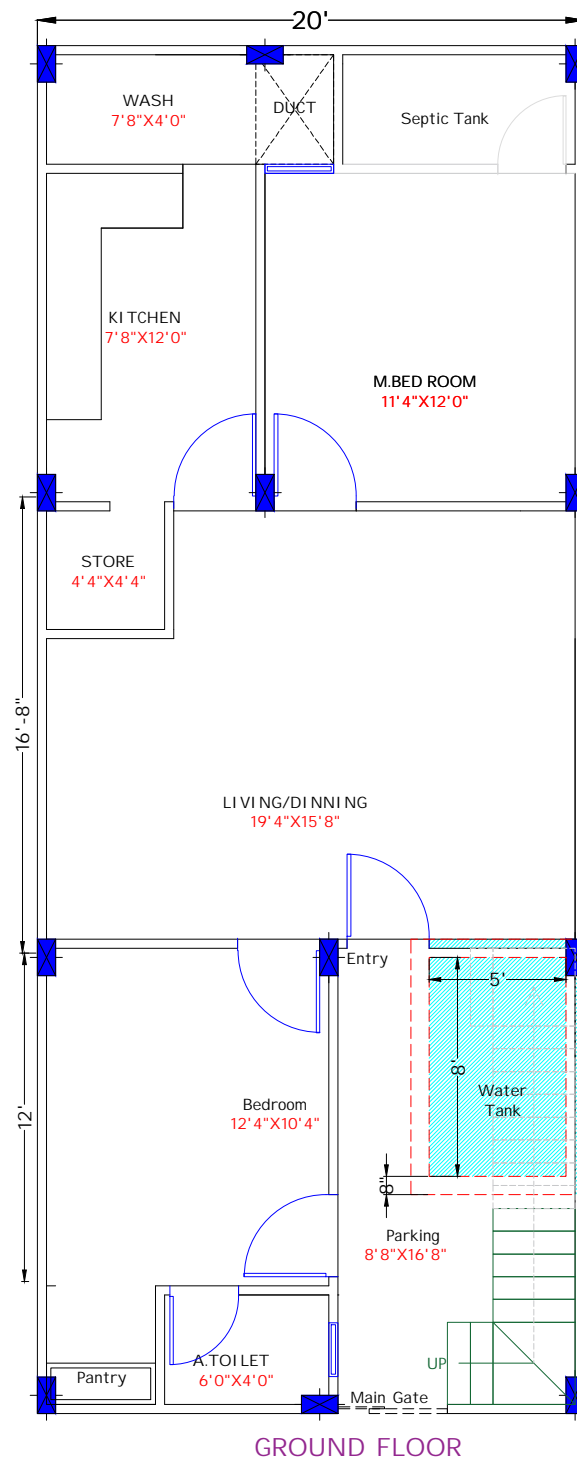 20'
WASH
7'8"X4'0"
DUCT
Septic Tank
KITCHEN
7'8"X12'0"
M.BED ROOM
11'4"X12'0"
STORE
4'4"X4'4"
16'-8"
LIVING/DINNING
19'4"X15'8"
Entry
5'
8'
Water
Tank
Bedroom
12'4"X10'4"
12'
8"
Parking
8'8"X16'8"
A.TOILET
6'0"X4'0"
UP
Pantry
Main Gate
GROUND FLOOR